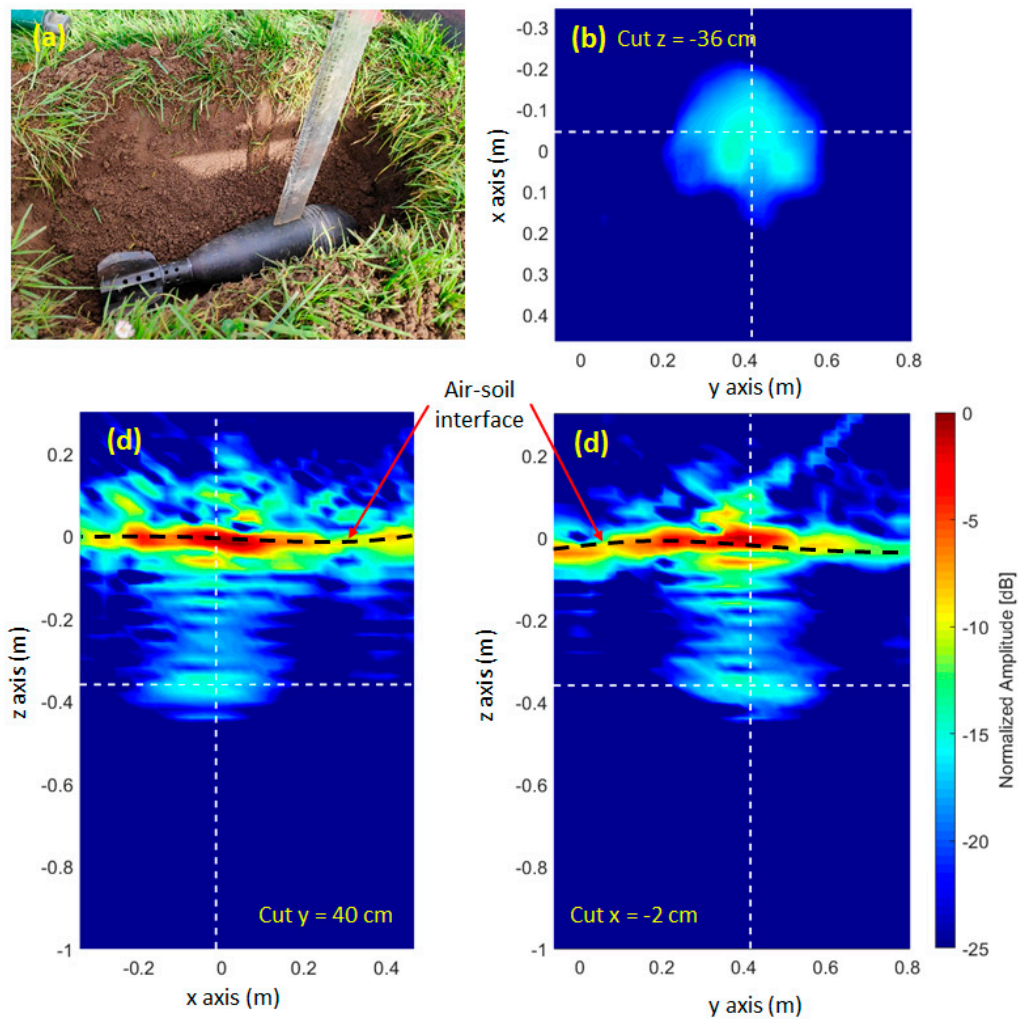 (a)
(b) Cut z = -36 cm
-0.3
-0.2
-0.1
0
0.1
0.2
0.3
0.4
x axis (m)
0 0.2 0.4 0.6 0.8
y axis (m)
Air-soil
interface
(d)
0.2
0
-0.2
-0.4
-0.6
-0.8
-1
z axis (m)
Cut y = 40 cm
-0.2 0 0.2 0.4
x axis (m)
(d)
0.2
0
-0.2
-0.4
-0.6
-0.8
-1
z axis (m)
Cut x = -2 cm
0 0.2 0.4 0.6 0.8
y axis (m)
0
-5
-10
-15
-20
-25
Normalized Amplitude [dB]